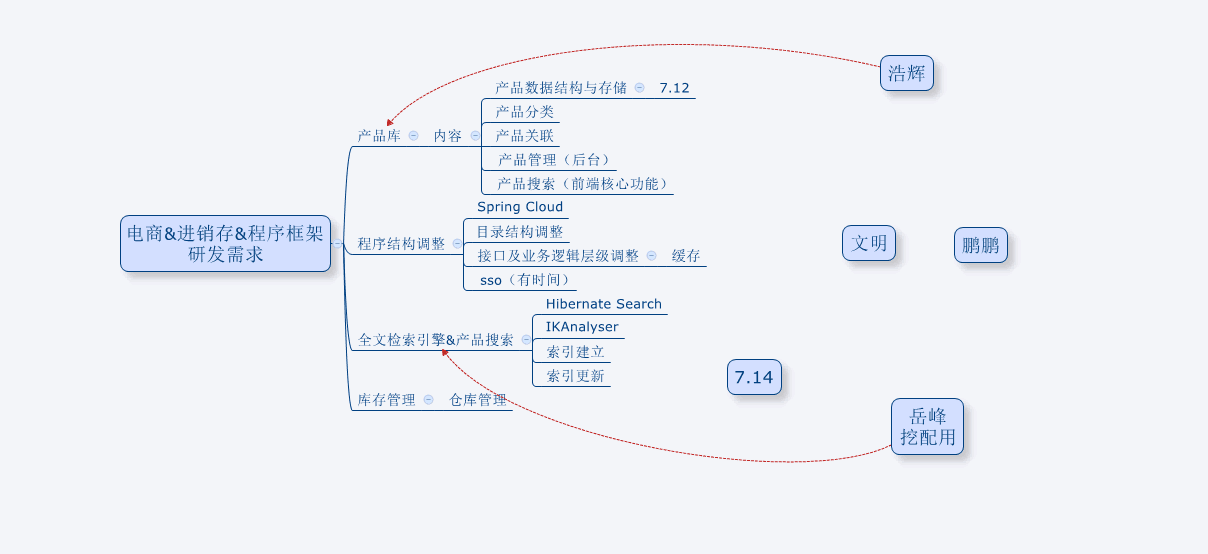 浩辉
产品数据结构与存储
7.12
产品分类
产品库
内容
产品关联
产品管理（后台）
产品搜索（前端核心功能）
Spring Cloud
电商&进销存&程序框架
研发需求
程序结构调整
目录结构调整
接口及业务逻辑层级调整
缓存
sso（有时间）
文明
鹏鹏
Hibernate Search
IKAnalyser
全文检索引擎&产品搜索
索引建立
索引更新
7.14
库存管理
仓库管理
岳峰
挖配用